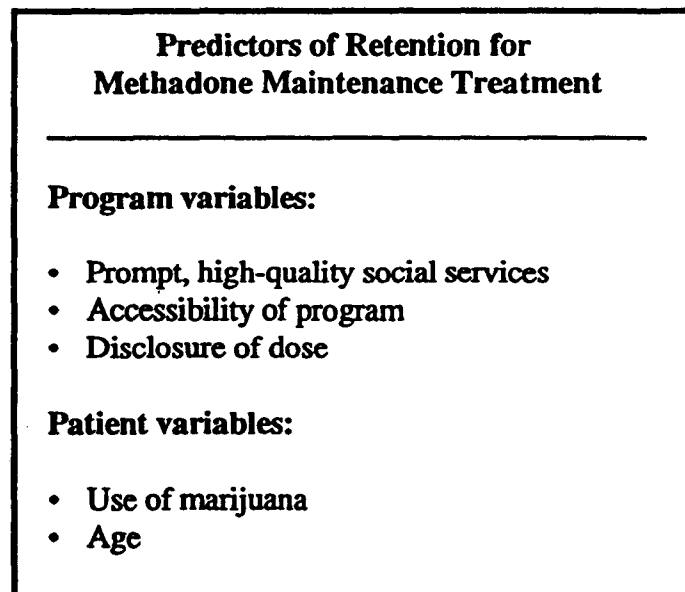 Predictors of Retention for
Methadone Maintenance Treatment
Program variables:
• Prompt, high-quality social services
• Accessibility of program
• Disclosure of dose
Patient variables:
• Use of marijuana
• Age